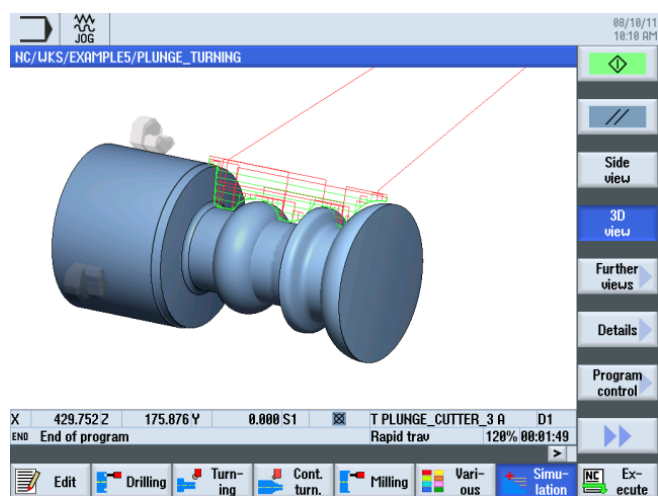 JOG
08/10/11
10:10 AM
NC/WKS/EXAMPLE5/PLUNGE_TURNING
Side
view
3D
view
Further
views
Details
Program
control
X 429.752 Z 175.876 Y 0.000 S1 T PLUNGE_CUTTER_3 A D1
END End of program Rapid trav 120% 00:01:49
>
Edit
Drilling
Turn-
ing
Cont.
turn.
Milling
Vari-
ous
Simu-
lation
NC
Ex-
ecute